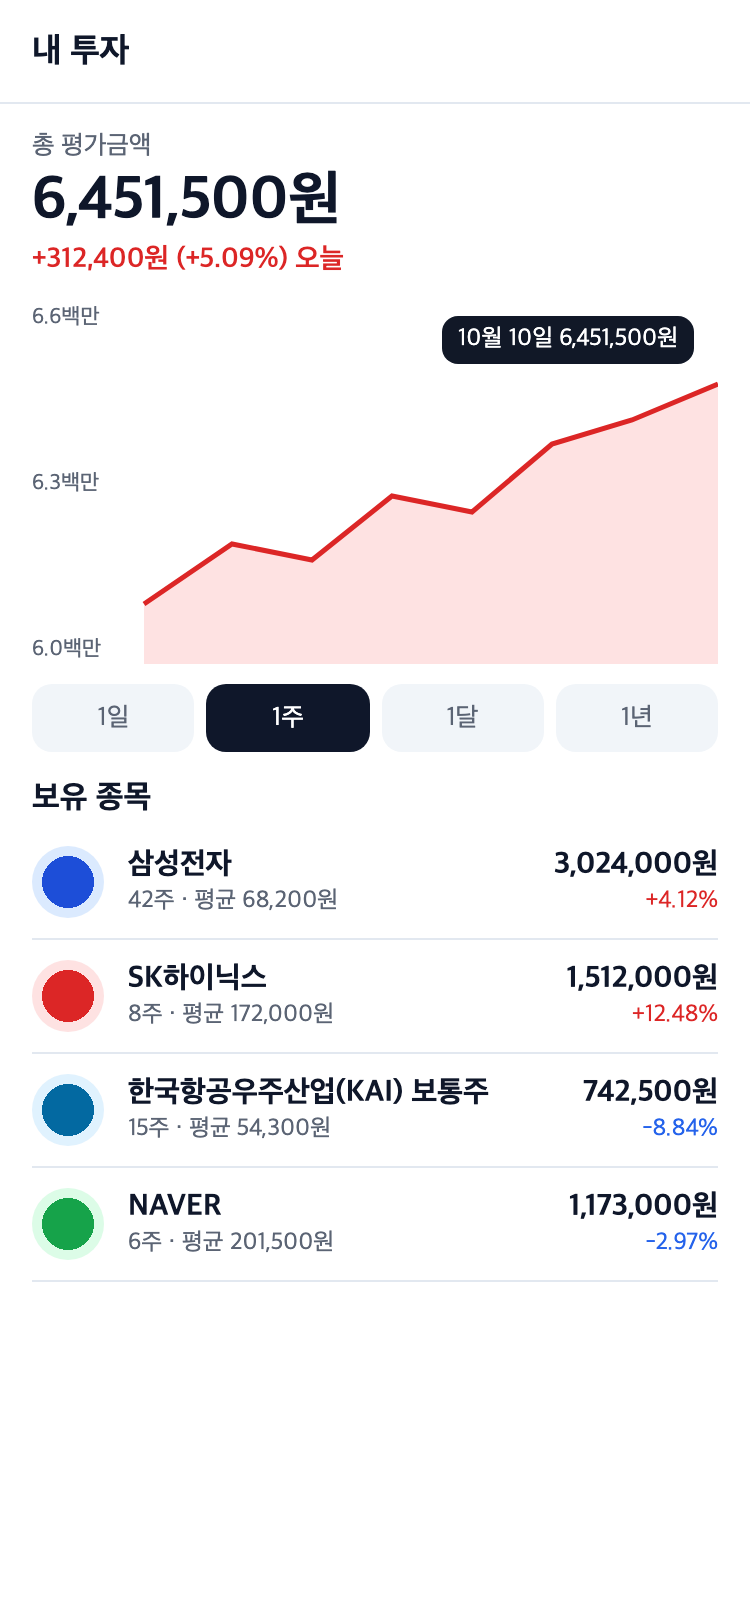 내 투자
총 평가금액
6,451,500원
+312,400원 (+5.09%) 오늘
6.6백만
10월 10일 6,451,500원
6.3백만
6.0백만
1일 1주 1달 1년
보유 종목
삼성전자 3,024,000원
42주 · 평균 68,200원 +4.12%
SK하이닉스 1,512,000원
8주 · 평균 172,000원 +12.48%
한국항공우주산업(KAI) 보통주 742,500원
15주 · 평균 54,300원 -8.84%
NAVER 1,173,000원
6주 · 평균 201,500원 -2.97%